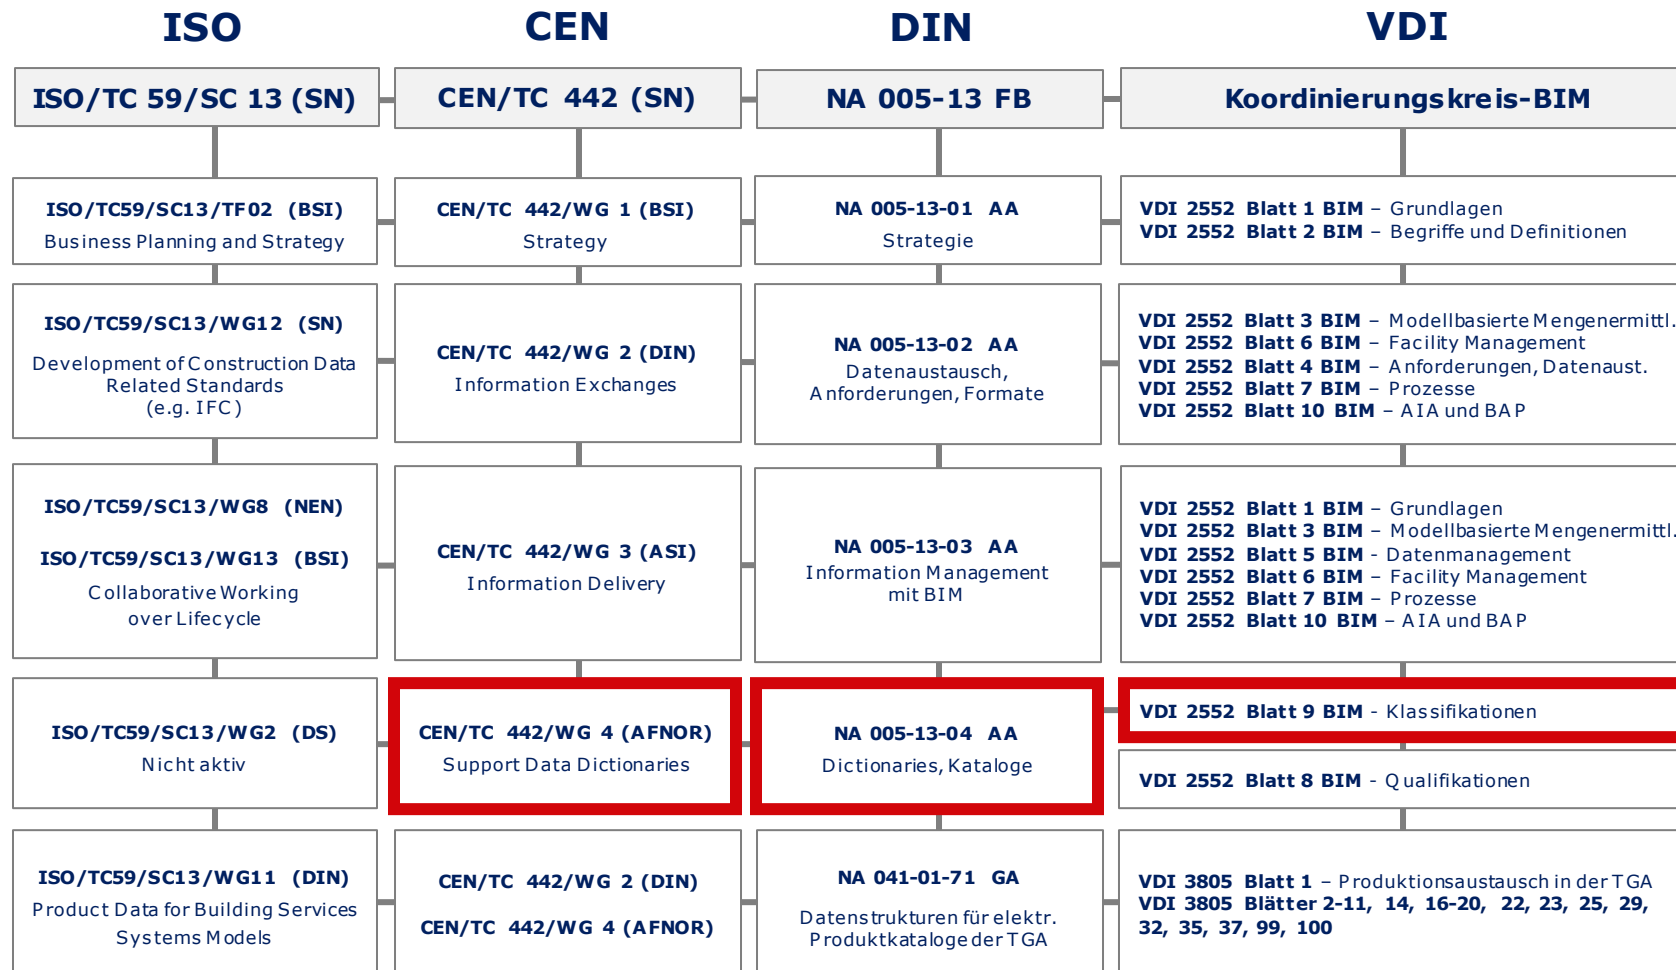 ISO
CEN
DIN
VDI
ISO/TC 59/SC 13 (SN)
CEN/TC 442 (SN)
NA 005-13 FB
Koordinierungskreis-BIM
ISO/TC59/SC13/TF02 (BSI)
Business Planning and Strategy
CEN/TC 442/WG 1 (BSI)
Strategy
NA 005-13-01 AA
Strategie
VDI 2552 Blatt 1 BIM – Grundlagen
VDI 2552 Blatt 2 BIM – Begriffe und Definitionen
ISO/TC59/SC13/WG12 (SN)
Development of Construction Data
Related Standards
(e.g. IFC)
CEN/TC 442/WG 2 (DIN)
Information Exchanges
NA 005-13-02 AA
Datenaustausch,
Anforderungen, Formate
VDI 2552 Blatt 3 BIM – Modellbasierte Mengenermittl.
VDI 2552 Blatt 6 BIM – Facility Management
VDI 2552 Blatt 4 BIM – Anforderungen, Datenaust.
VDI 2552 Blatt 7 BIM – Prozesse
VDI 2552 Blatt 10 BIM – AIA und BAP
ISO/TC59/SC13/WG8 (NEN)
ISO/TC59/SC13/WG13 (BSI)
Collaborative Working
over Lifecycle
CEN/TC 442/WG 3 (ASI)
Information Delivery
NA 005-13-03 AA
Information Management
mit BIM
VDI 2552 Blatt 1 BIM – Grundlagen
VDI 2552 Blatt 3 BIM – Modellbasierte Mengenermittl.
VDI 2552 Blatt 5 BIM - Datenmanagement
VDI 2552 Blatt 6 BIM – Facility Management
VDI 2552 Blatt 7 BIM – Prozesse
VDI 2552 Blatt 10 BIM – AIA und BAP
ISO/TC59/SC13/WG2 (DS)
Nicht aktiv
CEN/TC 442/WG 4 (AFNOR)
Support Data Dictionaries
NA 005-13-04 AA
Dictionaries, Kataloge
VDI 2552 Blatt 9 BIM - Klassifikationen
VDI 2552 Blatt 8 BIM - Qualifikationen
ISO/TC59/SC13/WG11 (DIN)
Product Data for Building Services
Systems Models
CEN/TC 442/WG 2 (DIN)
CEN/TC 442/WG 4 (AFNOR)
NA 041-01-71 GA
Datenstrukturen für elektr.
Produktkataloge der TGA
VDI 3805 Blatt 1 – Produktionsaustausch in der TGA
VDI 3805 Blätter 2-11, 14, 16-20, 22, 23, 25, 29,
32, 35, 37, 99, 100